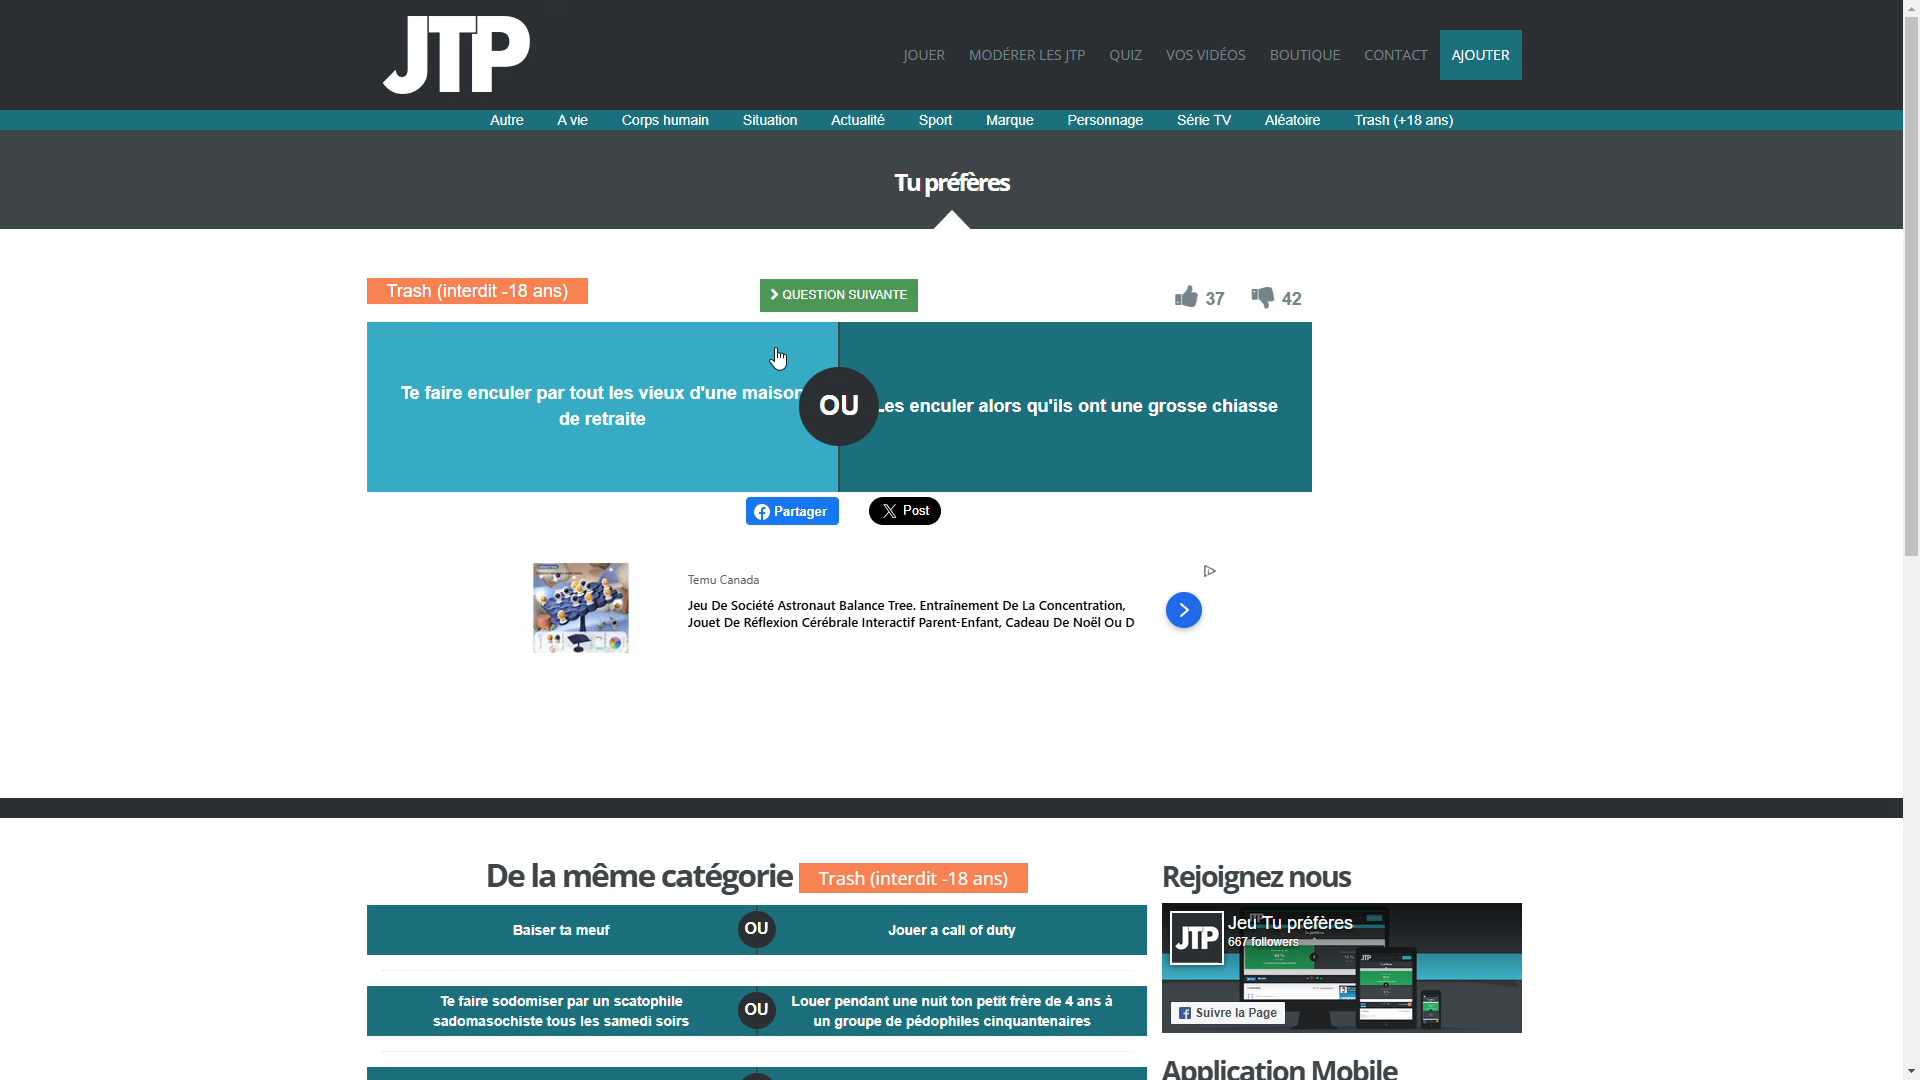 JTP
JOUER MODÉRER LES JTP QUIZ VOS VIDÉOS BOUTIQUE CONTACT AJOUTER
Autre A vie Corps humain Situation Actualité Sport Marque Personnage Série TV Aléatoire Trash (+18 ans)
Tu préfères
Trash (interdit -18 ans)
QUESTION SUIVANTE
37 42
Te faire enculer par tout les vieux d'une maison
de retraite
OU
Les enculer alors qu'ils ont une grosse chiasse
Partager
Post
Temu Canada
Jeu De Société Astronaut Balance Tree. Entraînement De La Concentration,
Jouet De Réflexion Cérébrale Interactif Parent-Enfant, Cadeau De Noël Ou D
De la même catégorie Trash (interdit -18 ans)
Baiser ta meuf OU Jouer a call of duty
Te faire sodomiser par un scatophile
sadomasochiste tous les samedi soirs
OU
Louer pendant une nuit ton petit frère de 4 ans à
un groupe de pédophiles cinquantenaires
Rejoignez nous
JTP
Jeu Tu préfères
667 followers
Suivre la Page
Application Mobile